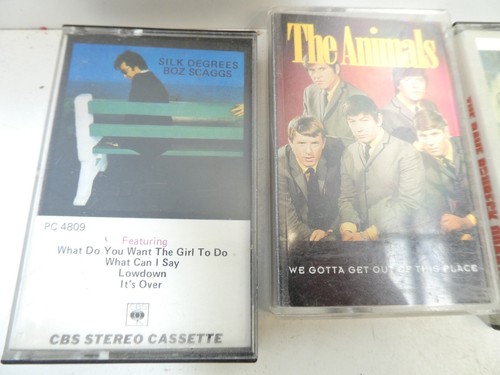 SILK DEGREES
BOZ SCAGGS
PC 4809
Featuring
What Do You Want The Girl To Do
What Can I Say
Lowdown
It's Over
CBS STEREO CASSETTE
The Animals
WE GOTTA GET OUT OF THIS PLACE